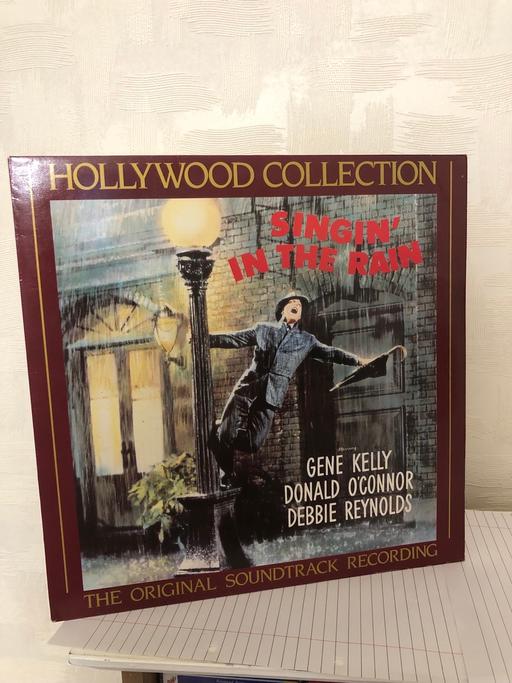 HOLLYWOOD COLLECTION
SINGIN'
IN THE RAIN
GENE KELLY
DONALD O'CONNOR
DEBBIE REYNOLDS
THE ORIGINAL SOUNDTRACK RECORDING